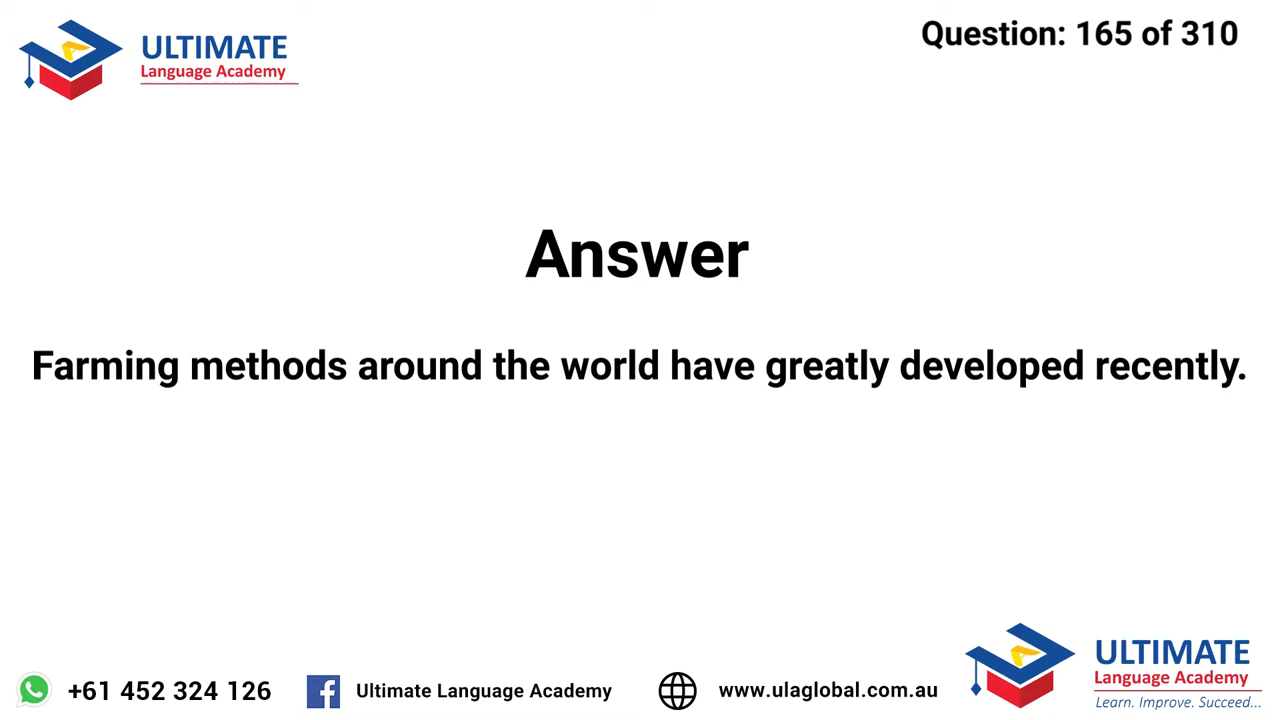 ULTIMATE
Language Academy
Question: 165 of 310
Answer
Farming methods around the world have greatly developed recently.
+61 452 324 126
Ultimate Language Academy
www.ulaglobal.com.au
ULTIMATE
Language Academy
Learn. Improve. Succeed...